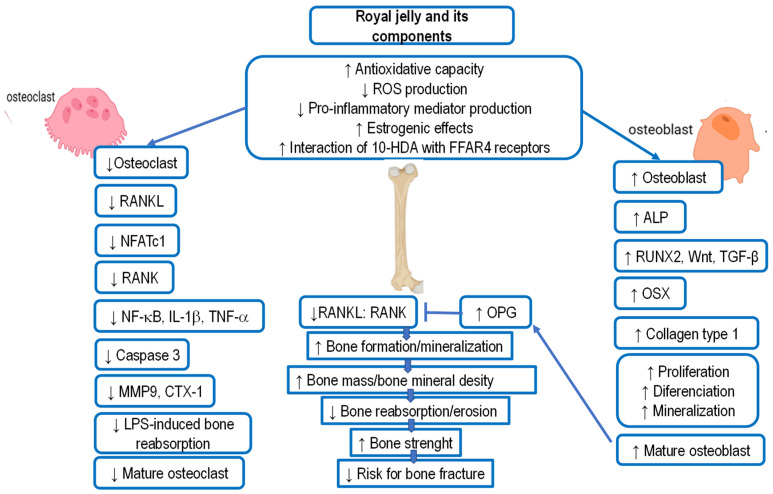 Royal jelly and its
components
↑ Antioxidative capacity
↓ ROS production
↓ Pro-inflammatory mediator production
↑ Estrogenic effects
↑ Interaction of 10-HDA with FFAR4 receptors
osteoclast
↓Osteoclast
↓ RANKL
↓ NFATc1
↓ RANK
↓ NF-κB, IL-1β, TNF-α
↓ Caspase 3
↓ MMP9, CTX-1
↓ LPS-induced bone
reabsorption
↓ Mature osteoclast
↓RANKL: RANK
↑ OPG
↑ Bone formation/mineralization
↑ Bone mass/bone mineral desity
↓ Bone reabsorption/erosion
↑ Bone strenght
↓ Risk for bone fracture
osteoblast
↑ Osteoblast
↑ ALP
↑ RUNX2, Wnt, TGF-β
↑ OSX
↑ Collagen type 1
↑ Proliferation
↑ Diferenciation
↑ Mineralization
↑ Mature osteoblast